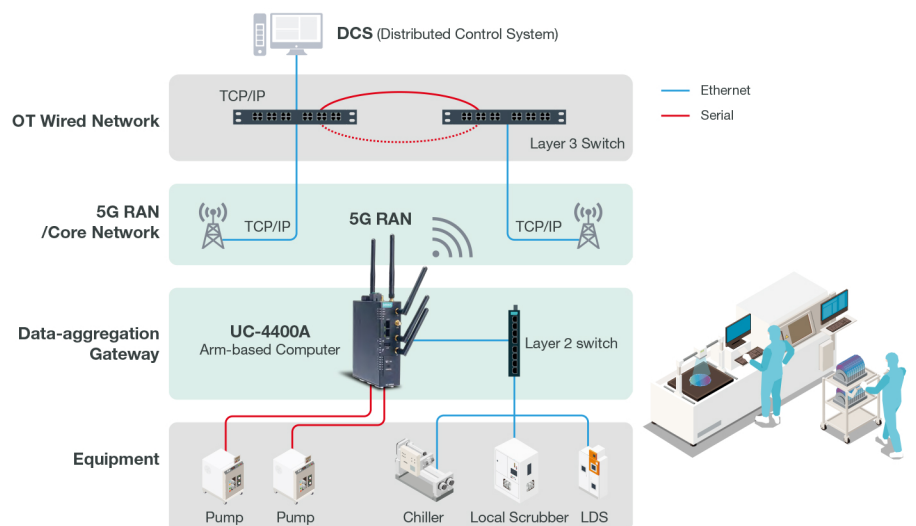 DCS (Distributed Control System)
TCP/IP
Ethernet
Serial
OT Wired Network
Layer 3 Switch
5G RAN
/Core Network
TCP/IP
5G RAN
TCP/IP
Data-aggregation
Gateway
UC-4400A
Arm-based Computer
Layer 2 switch
Equipment
Pump
Pump
Chiller
Local Scrubber
LDS